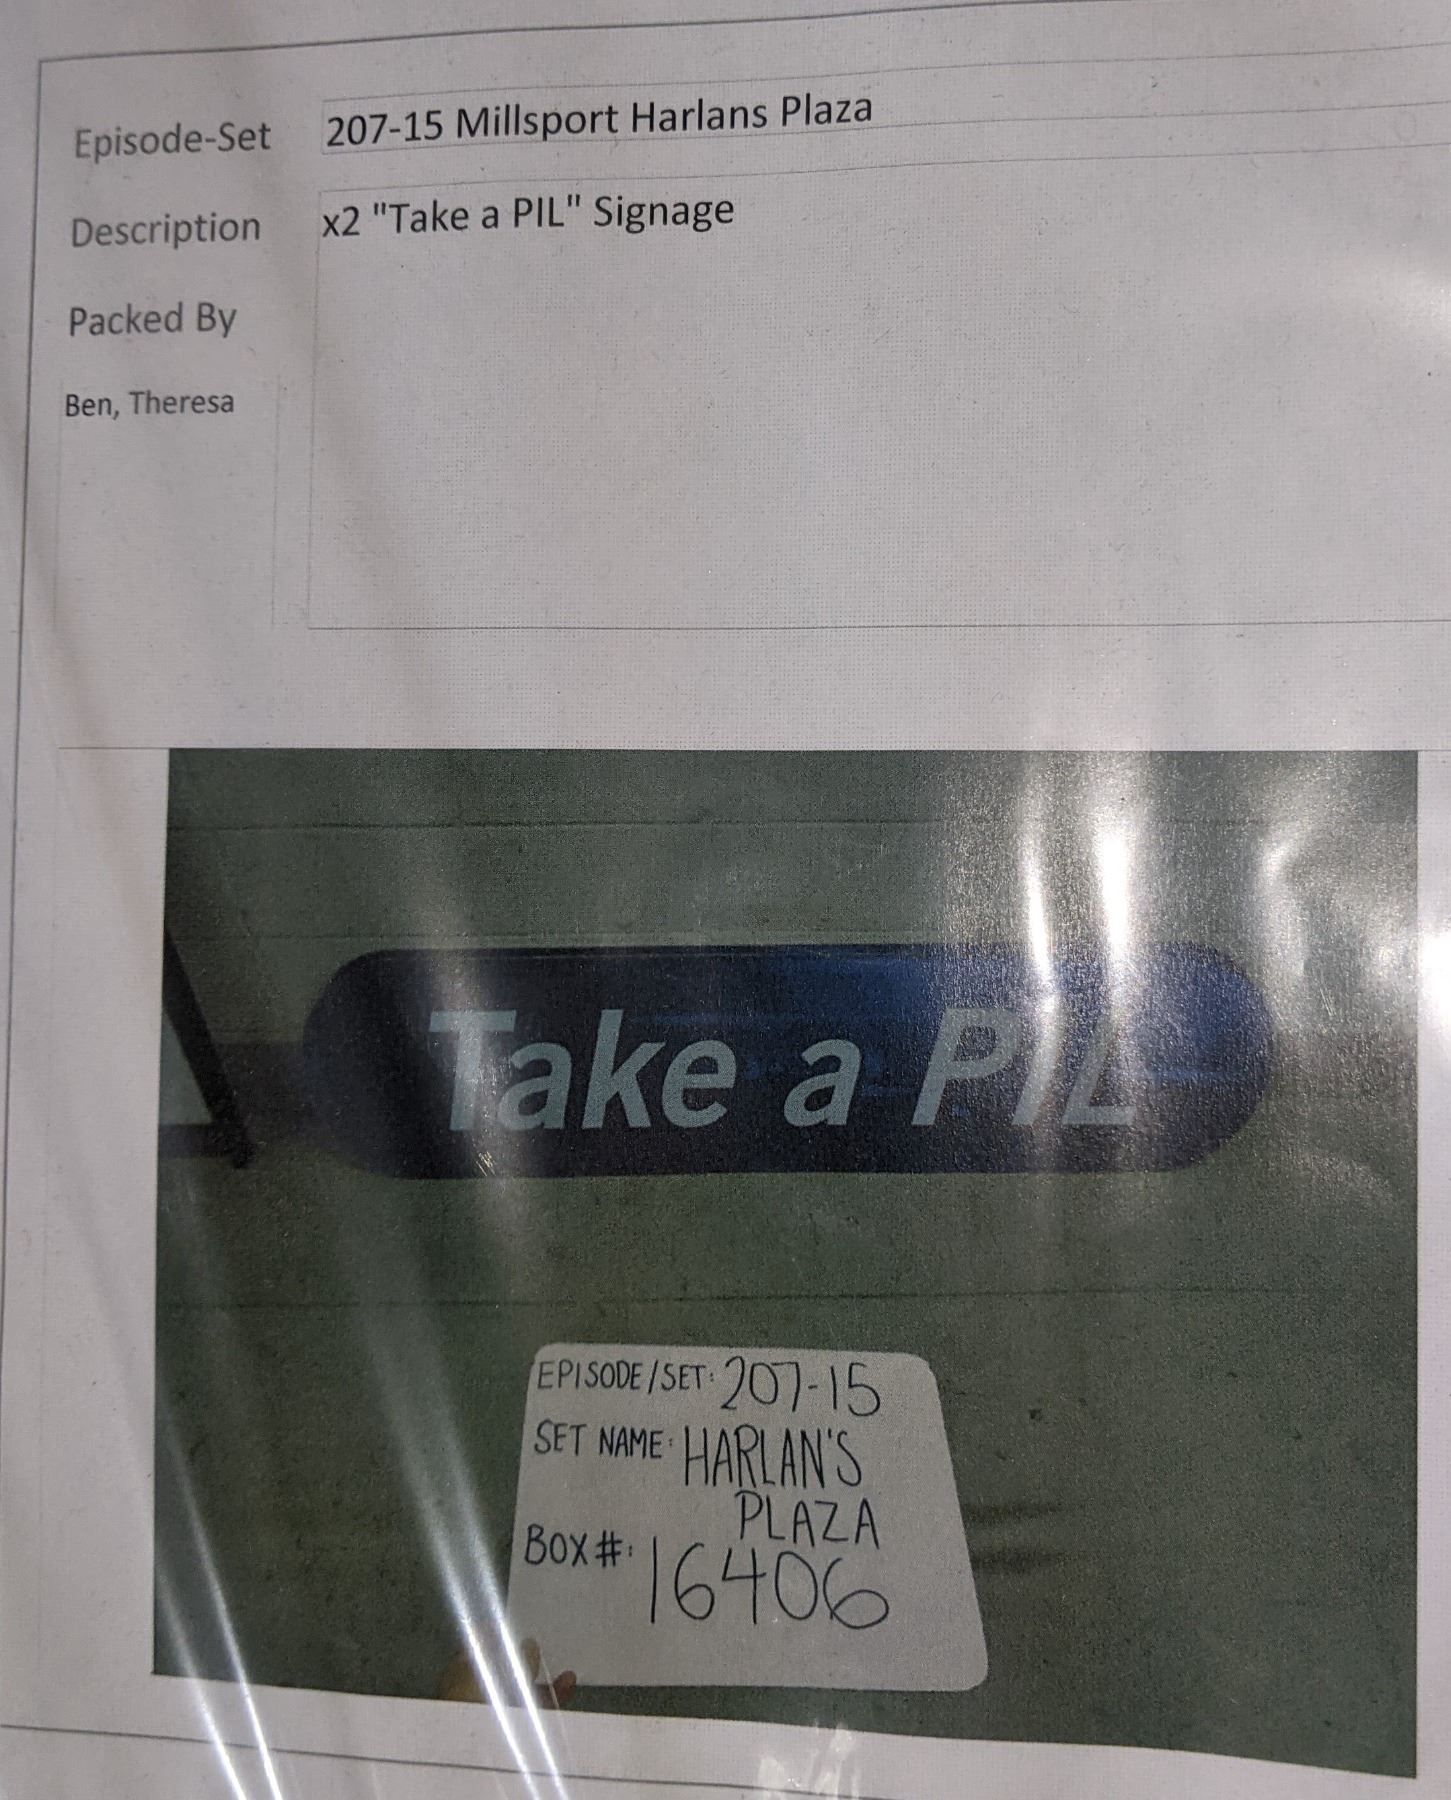 Episode-Set 207-15 Millsport Harlans Plaza
Description x2 "Take a PIL" Signage
Packed By
Ben, Theresa
Take a PIL
EPISODE/SET: 207-15
SET NAME: HARLAN'S
PLAZA
BOX#: 16406